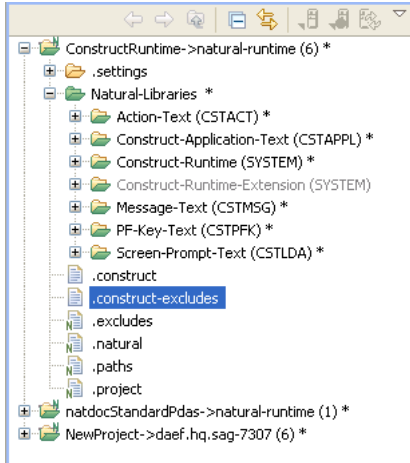 ConstructRuntime->natural-runtime (6) *
.settings
Natural-Libraries *
Action-Text (CSTACT) *
Construct-Application-Text (CSTAPPL) *
Construct-Runtime (SYSTEM) *
Construct-Runtime-Extension (SYSTEM)
Message-Text (CSTMSG) *
PF-Key-Text (CSTPFK) *
Screen-Prompt-Text (CSTLDA) *
.construct
.construct-excludes
.excludes
.natural
.paths
.project
natdocStandardPdas->natural-runtime (1) *
NewProject->daef.hq.sag-7307 (6) *